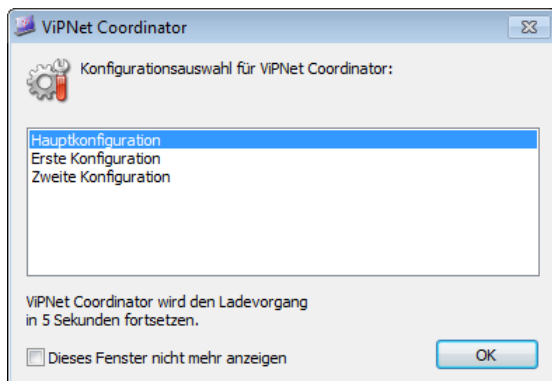 ViPNet Coordinator
Konfigurationsauswahl für ViPNet Coordinator:
Hauptkonfiguration
Erste Konfiguration
Zweite Konfiguration
ViPNet Coordinator wird den Ladevorgang
in 5 Sekunden fortsetzen.
Dieses Fenster nicht mehr anzeigen
OK